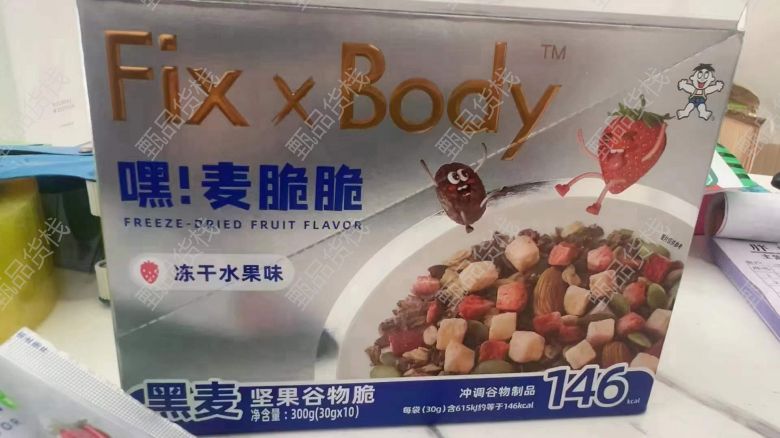 Fix x Body™
嘿!麦脆脆
FREEZE-DRIED FRUIT FLAVOR
冻干水果味
黑麦 坚果谷物脆
净含量:300g(30gx10)
冲调谷物制品
每袋(30g)含615kJ约等于146kcal
146kcal
甄品货栈